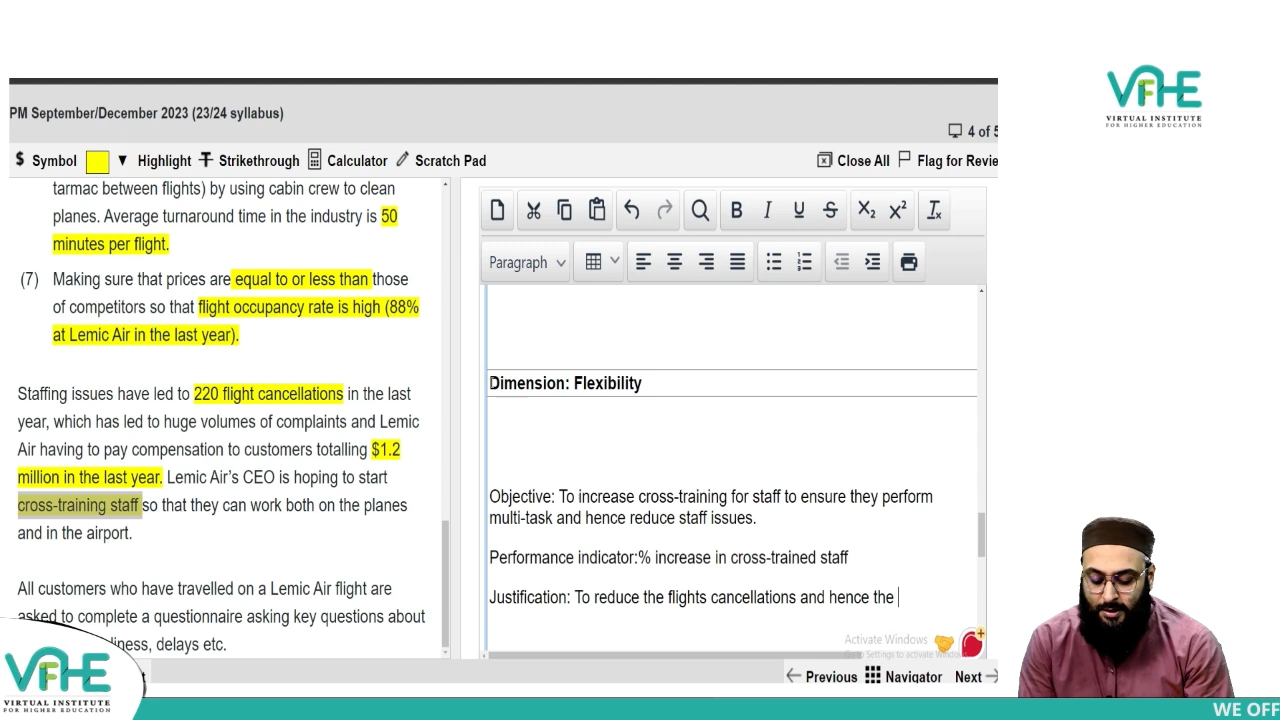 VFHE
VIRTUAL INSTITUTE
FOR HIGHER EDUCATION
PM September/December 2023 (23/24 syllabus)
4 of 5
$ Symbol Highlight Strikethrough Calculator Scratch Pad
Close All Flag for Revie
tarmac between flights) by using cabin crew to clean
planes. Average turnaround time in the industry is 50
minutes per flight.
(7) Making sure that prices are equal to or less than those
of competitors so that flight occupancy rate is high (88%
at Lemic Air in the last year).
Staffing issues have led to 220 flight cancellations in the last
year, which has led to huge volumes of complaints and Lemic
Air having to pay compensation to customers totalling $1.2
million in the last year. Lemic Air's CEO is hoping to start
cross-training staff so that they can work both on the planes
and in the airport.
All customers who have travelled on a Lemic Air flight are
asked to complete a questionnaire asking key questions about
delays etc.
Paragraph
Dimension: Flexibility
Objective: To increase cross-training for staff to ensure they perform
multi-task and hence reduce staff issues.
Performance indicator:% increase in cross-trained staff
Justification: To reduce the flights cancellations and hence the
Activate Windows
Go to Settings to activate Windows
Previous Navigator Next
VFHE
VIRTUAL INSTITUTE
FOR HIGHER EDUCATION
WE OFF